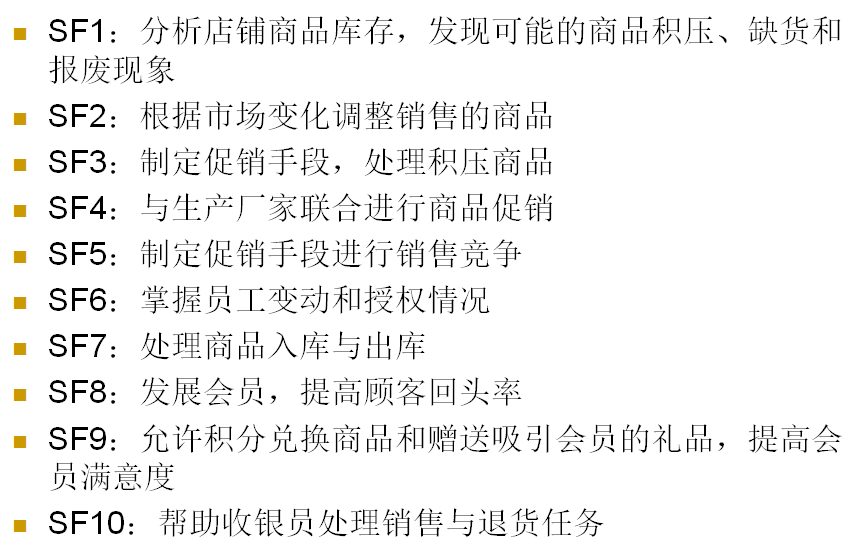 SF1：分析店铺商品库存，发现可能的商品积压、缺货和
报废现象
SF2：根据市场变化调整销售的商品
SF3：制定促销手段，处理积压商品
SF4：与生产厂家联合进行商品促销
SF5：制定促销手段进行销售竞争
SF6：掌握员工变动和授权情况
SF7：处理商品入库与出库
SF8：发展会员，提高顾客回头率
SF9：允许积分兑换商品和赠送吸引会员的礼品，提高会
员满意度
SF10：帮助收银员处理销售与退货任务